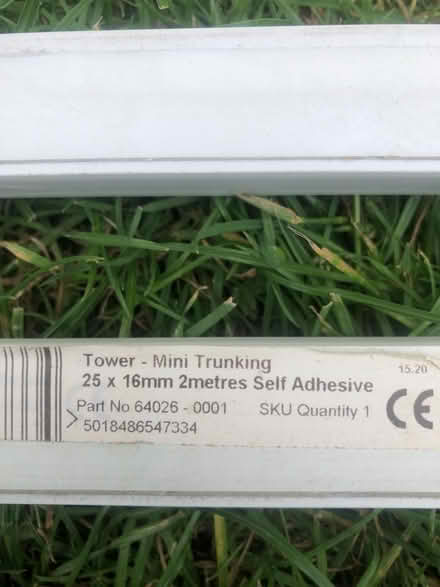 Tower - Mini Trunking
15.20
25 x 16mm 2metres Self Adhesive
Part No 64026 - 0001 SKU Quantity 1
5018486547334
CE